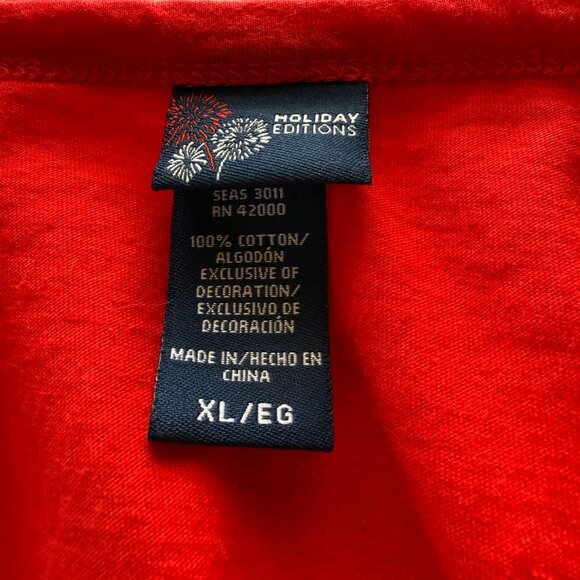 HOLIDAY
EDITIONS
SEAS 3011
RN 42000
100% COTTON/
ALGODÓN
EXCLUSIVE OF
DECORATION/
EXCLUSIVO DE
DECORACIÓN
MADE IN/HECHO EN
CHINA
XL/EG